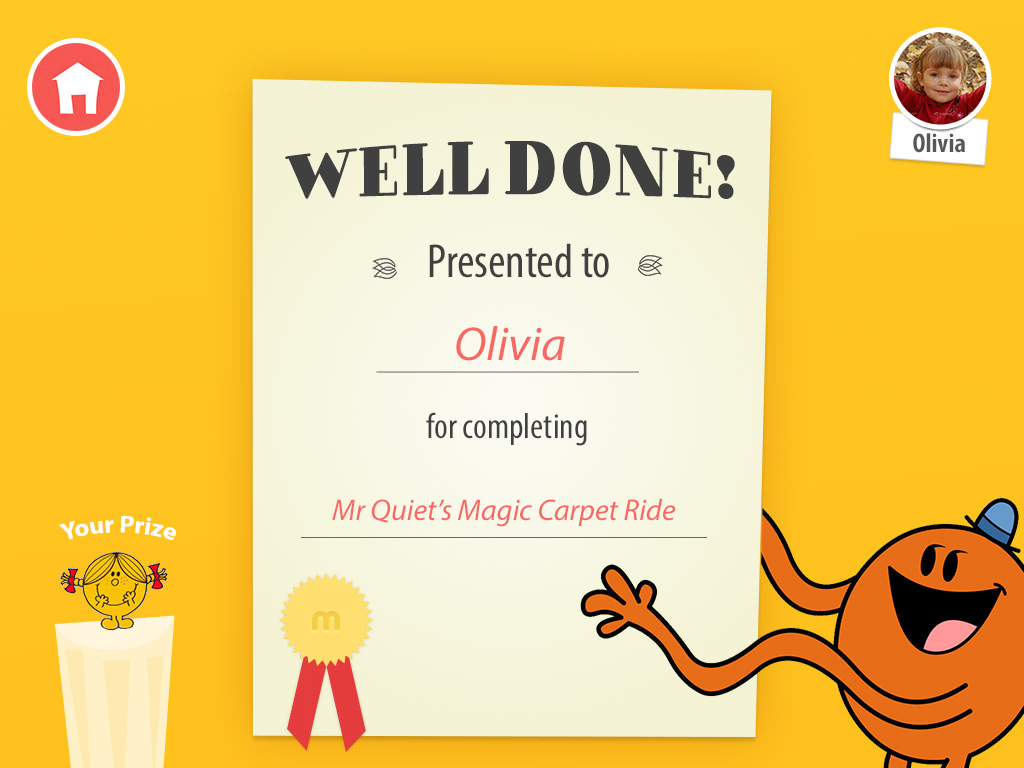 WELL DONE!
Olivia
Presented to
Olivia
for completing
Mr Quiet's Magic Carpet Ride
Your Prize
m